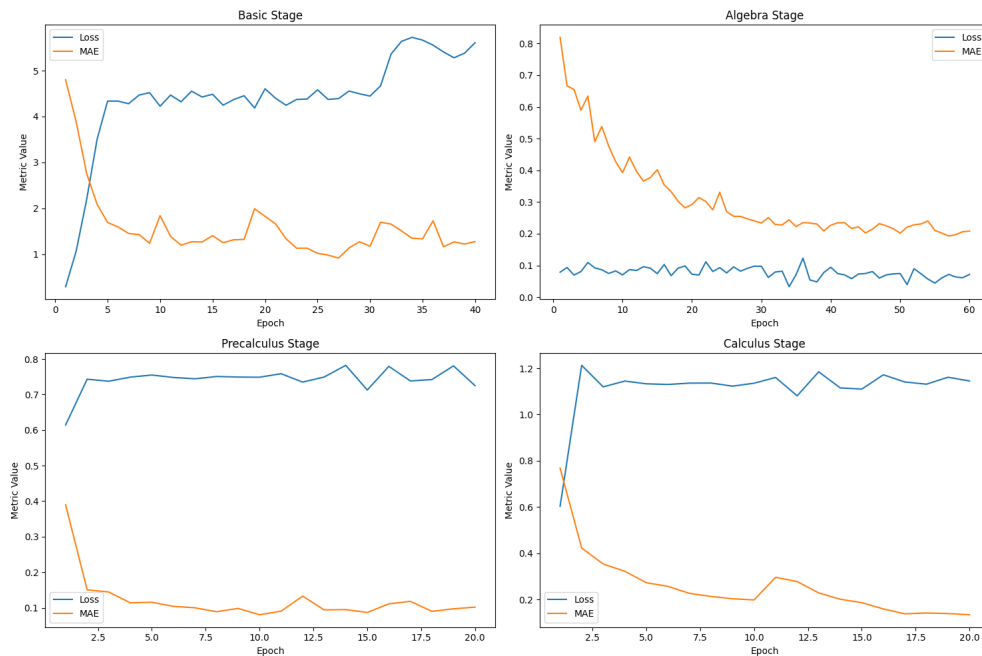 Basic Stage
Loss
MAE
Metric Value
5
4
3
2
1
0 5 10 15 20 25 30 35 40
Epoch
Algebra Stage
Loss
MAE
Metric Value
0.8
0.7
0.6
0.5
0.4
0.3
0.2
0.1
0.0
0 10 20 30 40 50 60
Epoch
Precalculus Stage
Metric Value
0.8
0.7
0.6
0.5
0.4
0.3
0.2
0.1
Loss
MAE
2.5 5.0 7.5 10.0 12.5 15.0 17.5 20.0
Epoch
Calculus Stage
Metric Value
1.2
1.0
0.8
0.6
0.4
0.2
Loss
MAE
2.5 5.0 7.5 10.0 12.5 15.0 17.5 20.0
Epoch